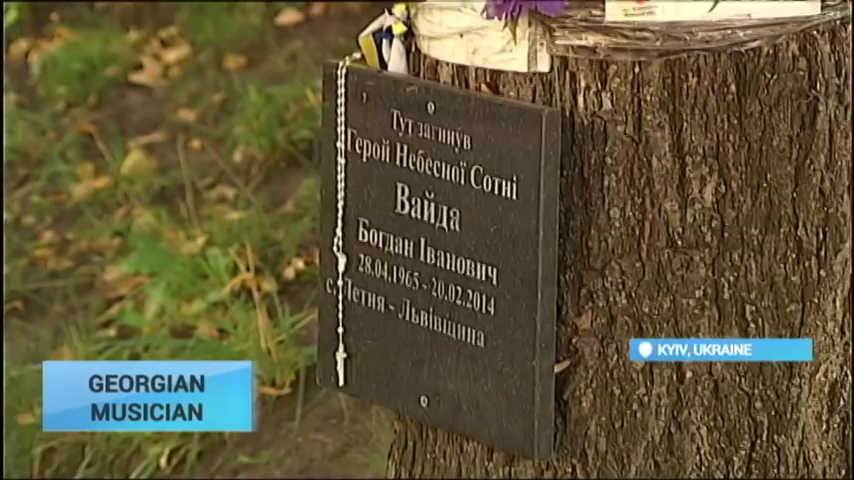 Тут загинув
Герой Небесної Сотні
Вайда
Богдан Іванович
28.04.1965 - 20.02.2014
с. Летня - Львівщина
KYIV, UKRAINE
GEORGIAN
MUSICIAN